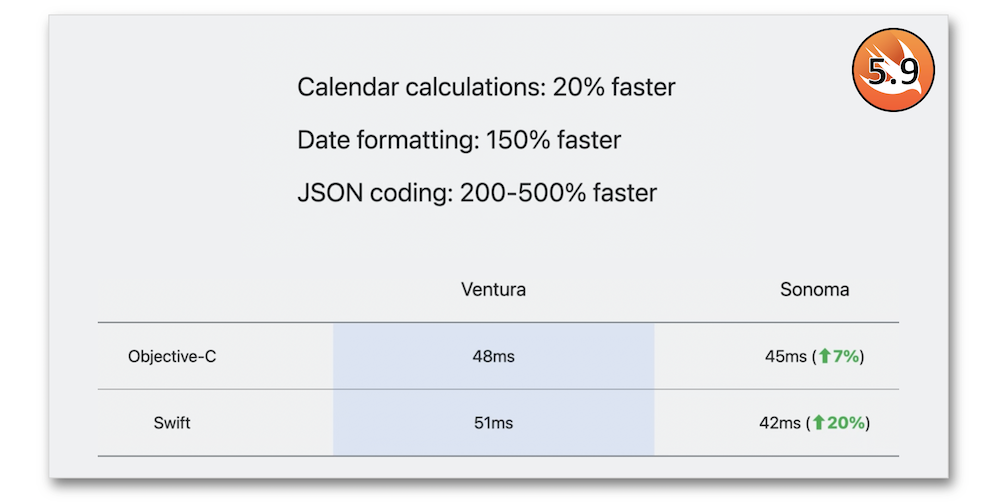 5.9
Calendar calculations: 20% faster
Date formatting: 150% faster
JSON coding: 200-500% faster
Ventura Sonoma
Objective-C 48ms 45ms (⬆7%)
Swift 51ms 42ms (⬆20%)